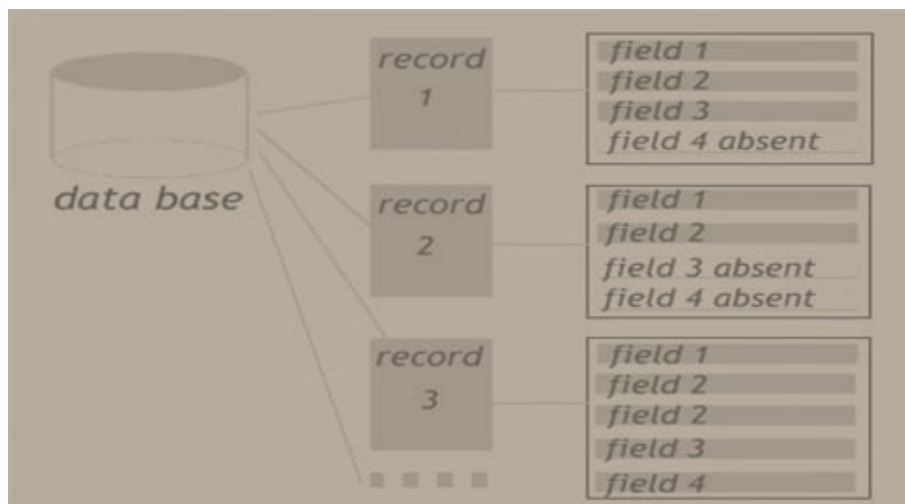 data base
record
1
field 1
field 2
field 3
field 4 absent
record
2
field 1
field 2
field 3 absent
field 4 absent
record
3
field 1
field 2
field 2
field 3
field 4